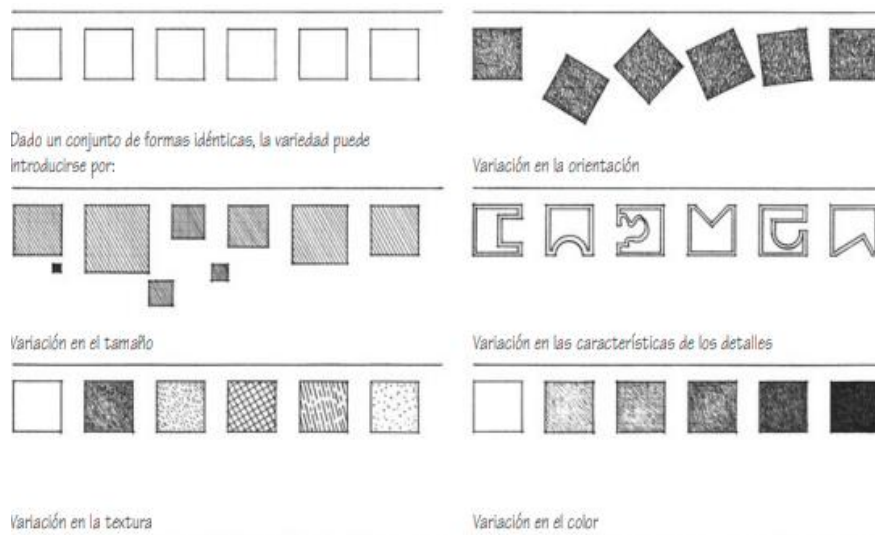 Dado un conjunto de formas idénticas, la variedad puede
introducirse por:
Variación en la orientación
Variación en el tamaño
Variación en las características de los detalles
Variación en la textura
Variación en el color